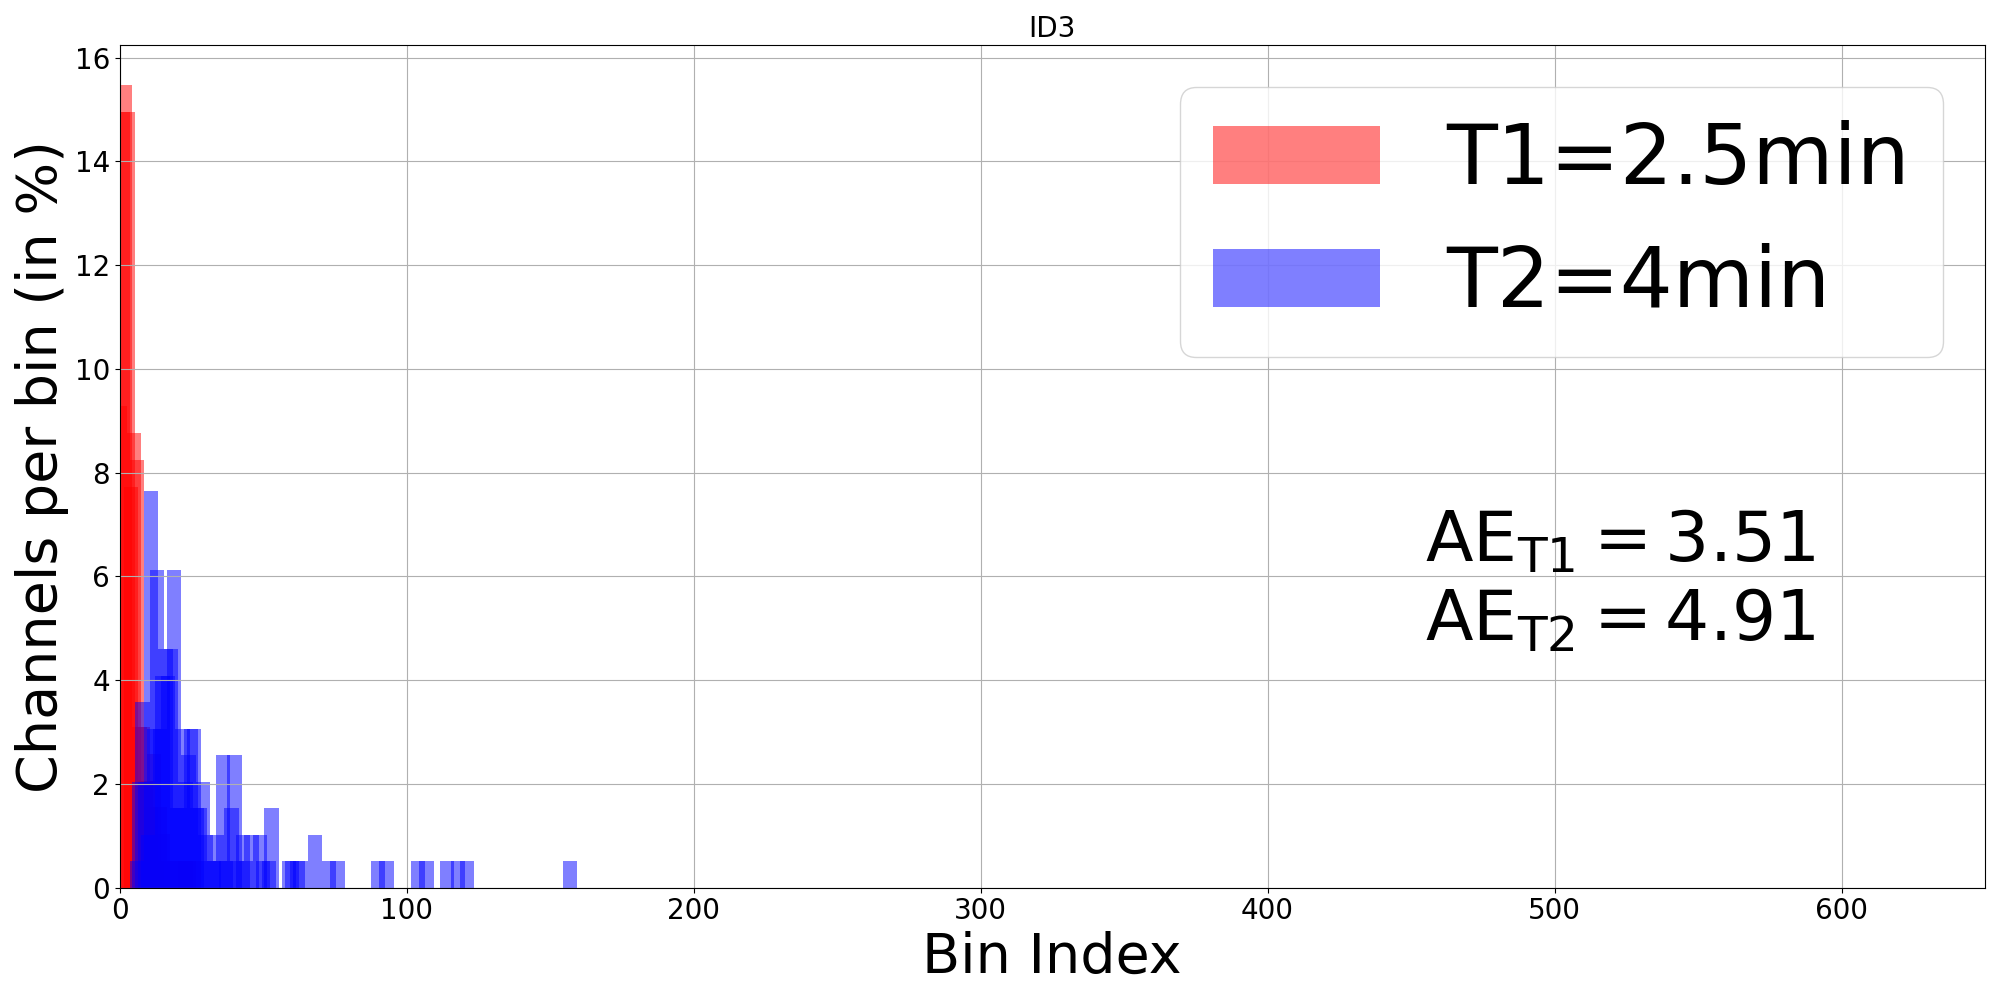 ID3
16
14
12
10
8
6
4
2
0
Channels per bin (in %)
T1=2.5min
T2=4min
AE_T1 = 3.51
AE_T2 = 4.91
0 100 200 300 400 500 600
Bin Index